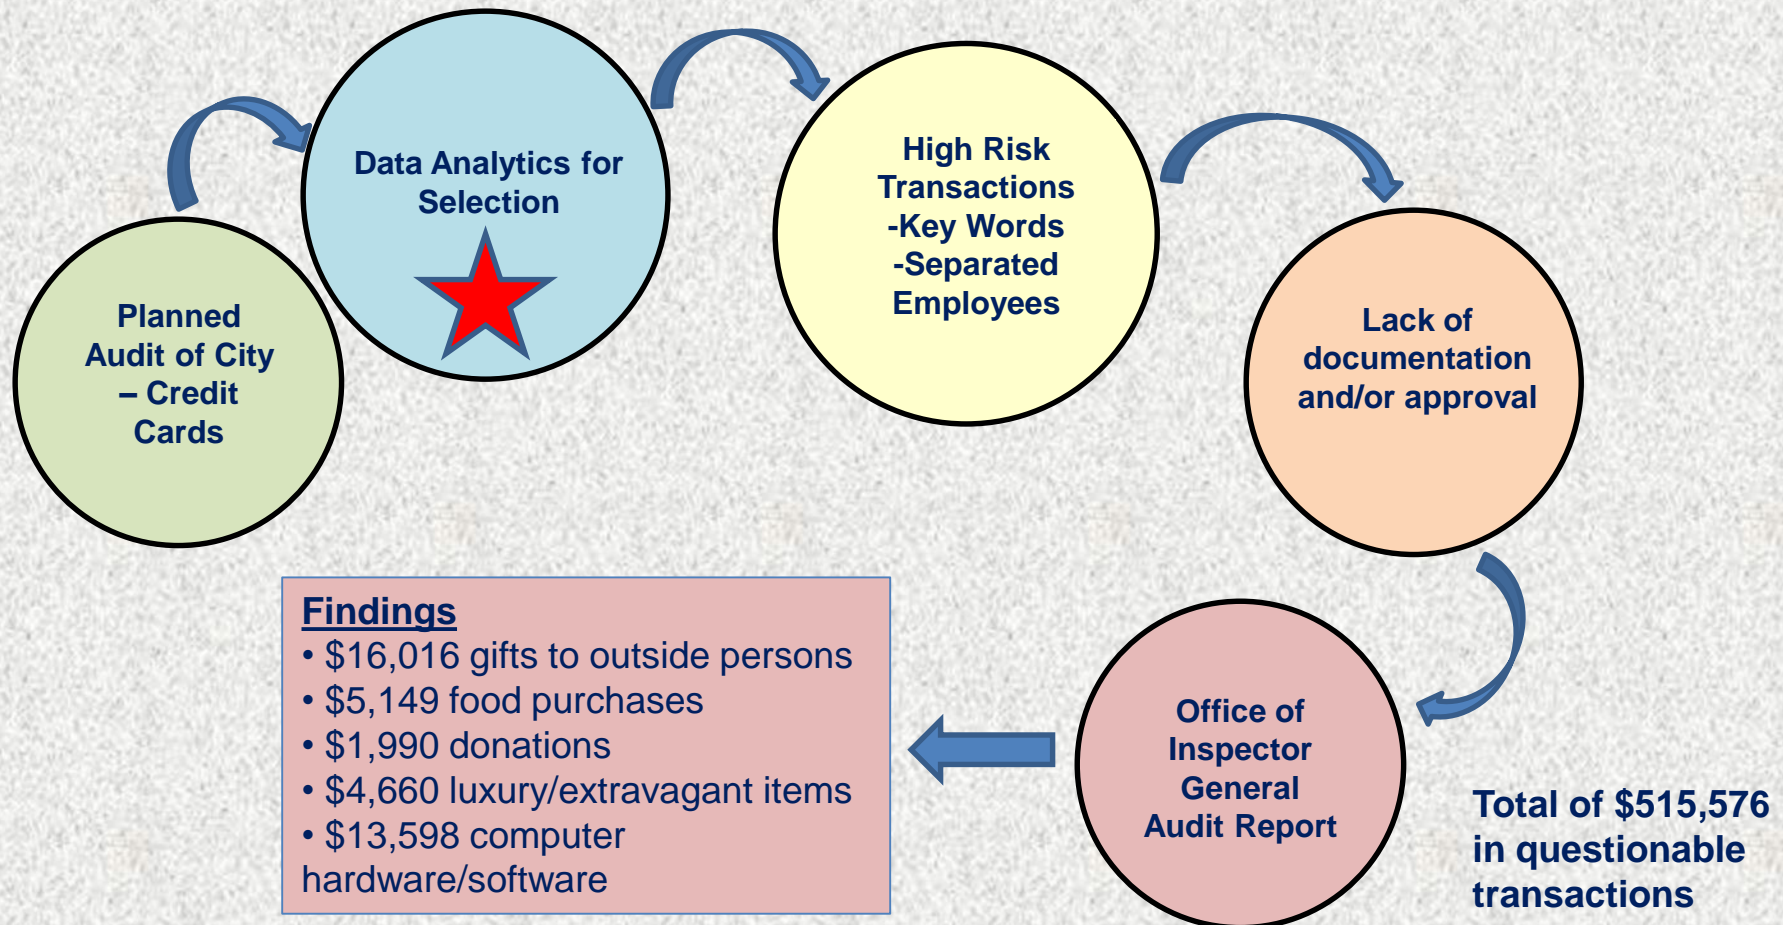 Planned
Audit of City
– Credit
Cards
Data Analytics for
Selection
High Risk
Transactions
-Key Words
-Separated
Employees
Lack of
documentation
and/or approval
Office of
Inspector
General
Audit Report
Total of $515,576
in questionable
transactions
Findings
• $16,016 gifts to outside persons
• $5,149 food purchases
• $1,990 donations
• $4,660 luxury/extravagant items
• $13,598 computer
hardware/software